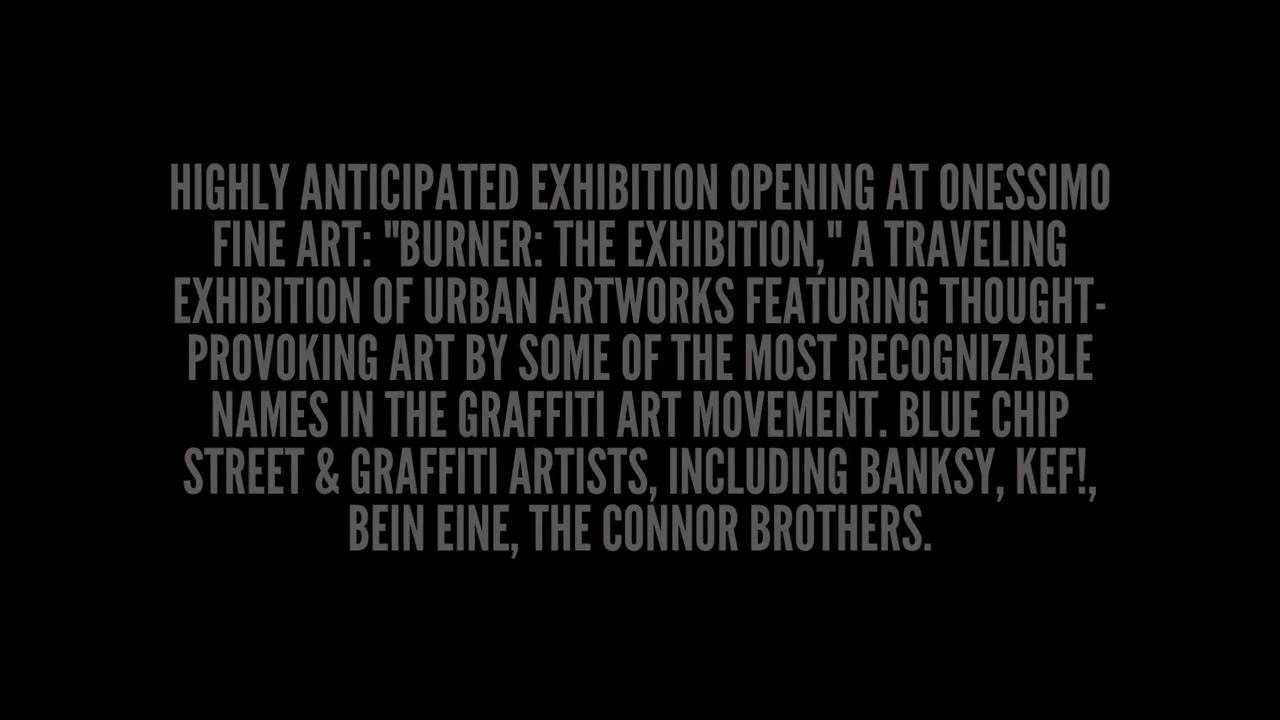 HIGHLY ANTICIPATED EXHIBITION OPENING AT ONESSIMO
FINE ART: "BURNER: THE EXHIBITION," A TRAVELING
EXHIBITION OF URBAN ARTWORKS FEATURING THOUGHT-
PROVOKING ART BY SOME OF THE MOST RECOGNIZABLE
NAMES IN THE GRAFFITI ART MOVEMENT. BLUE CHIP
STREET & GRAFFITI ARTISTS, INCLUDING BANKSY, KEF!,
BEIN EINE, THE CONNOR BROTHERS.